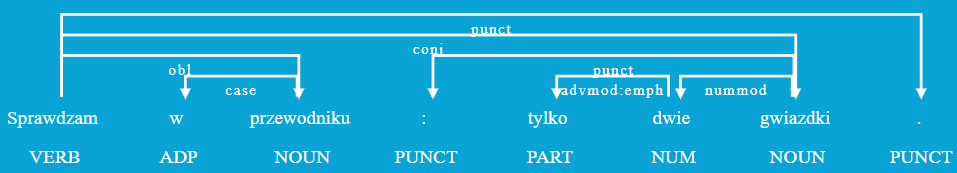 punct
conj
obl punct
case advmod:emph nummod
Sprawdzam w przewodniku : tylko dwie gwiazdki .
VERB ADP NOUN PUNCT PART NUM NOUN PUNCT